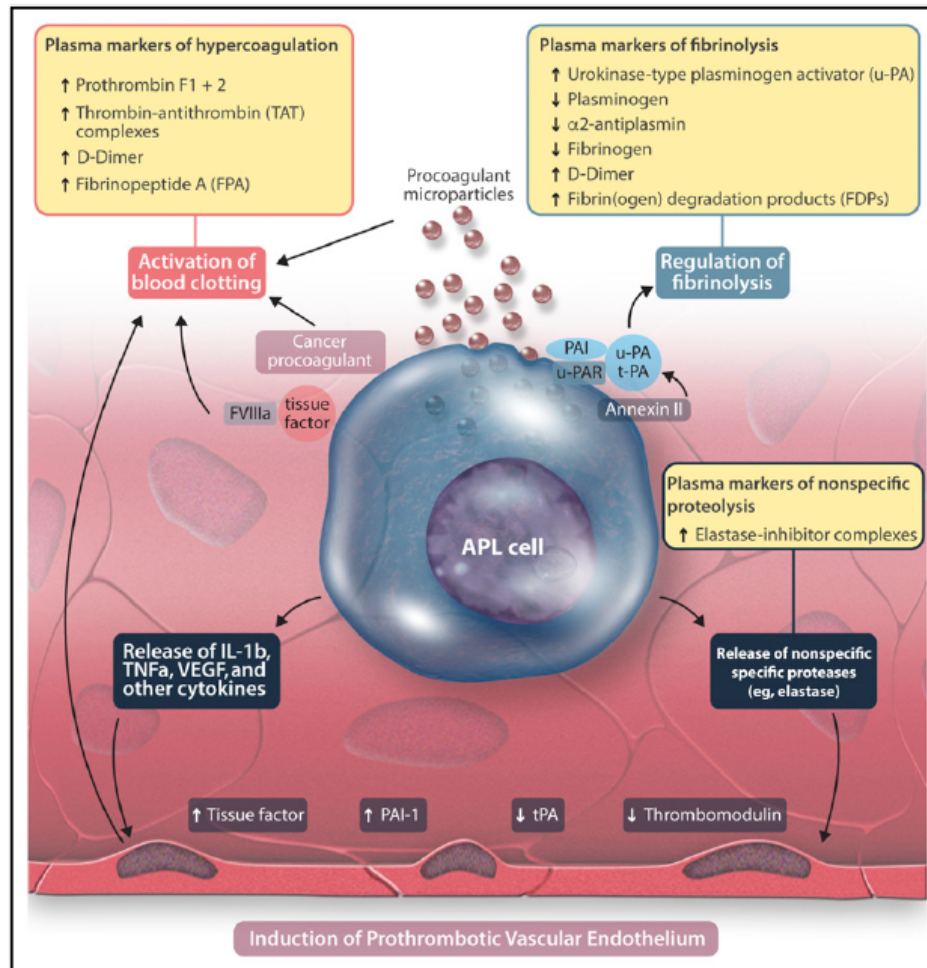 Plasma markers of hypercoagulation
↑ Prothrombin F1 + 2
↑ Thrombin-antithrombin (TAT)
complexes
↑ D-Dimer
↑ Fibrinopeptide A (FPA)
Plasma markers of fibrinolysis
↑ Urokinase-type plasminogen activator (u-PA)
↓ Plasminogen
↓ α2-antiplasmin
↓ Fibrinogen
↑ D-Dimer
↑ Fibrin(ogen) degradation products (FDPs)
Procoagulant
microparticles
Activation of
blood clotting
Regulation of
fibrinolysis
Cancer
procoagulant
PAI
u-PAR
u-PA
t-PA
Annexin II
FVIIIa
tissue
factor
Plasma markers of nonspecific
proteolysis
↑ Elastase-inhibitor complexes
APL cell
Release of IL-1b,
TNFa, VEGF, and
other cytokines
Release of nonspecific
specific proteases
(eg, elastase)
↑ Tissue factor
↑ PAI-1
↓ tPA
↓ Thrombomodulin
Induction of Prothrombotic Vascular Endothelium